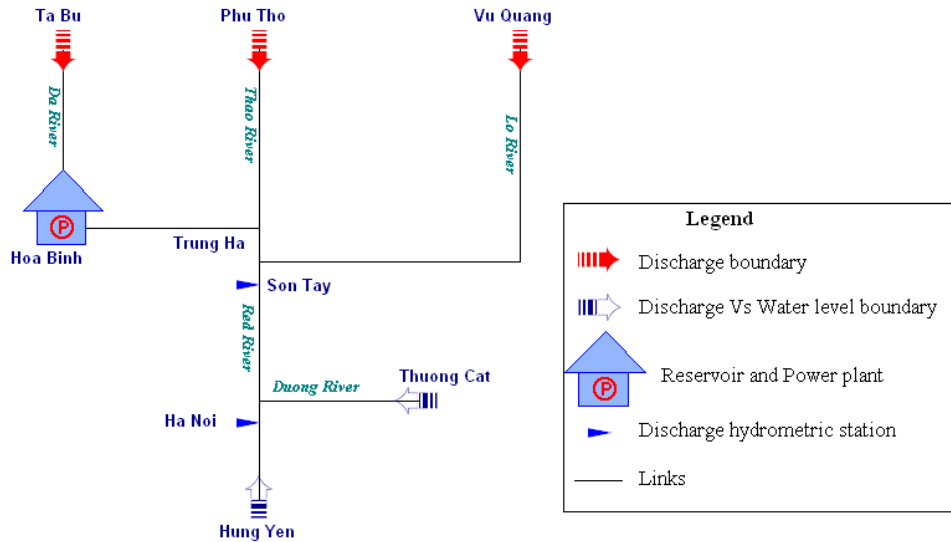 Ta Bu
Phu Tho
Vu Quang
Da River
Thao River
Lo River
P
Hoa Binh
Trung Ha
Son Tay
Red River
Duong River
Thuong Cat
Ha Noi
Hung Yen
Legend
Discharge boundary
Discharge Vs Water level boundary
P
Reservoir and Power plant
Discharge hydrometric station
Links